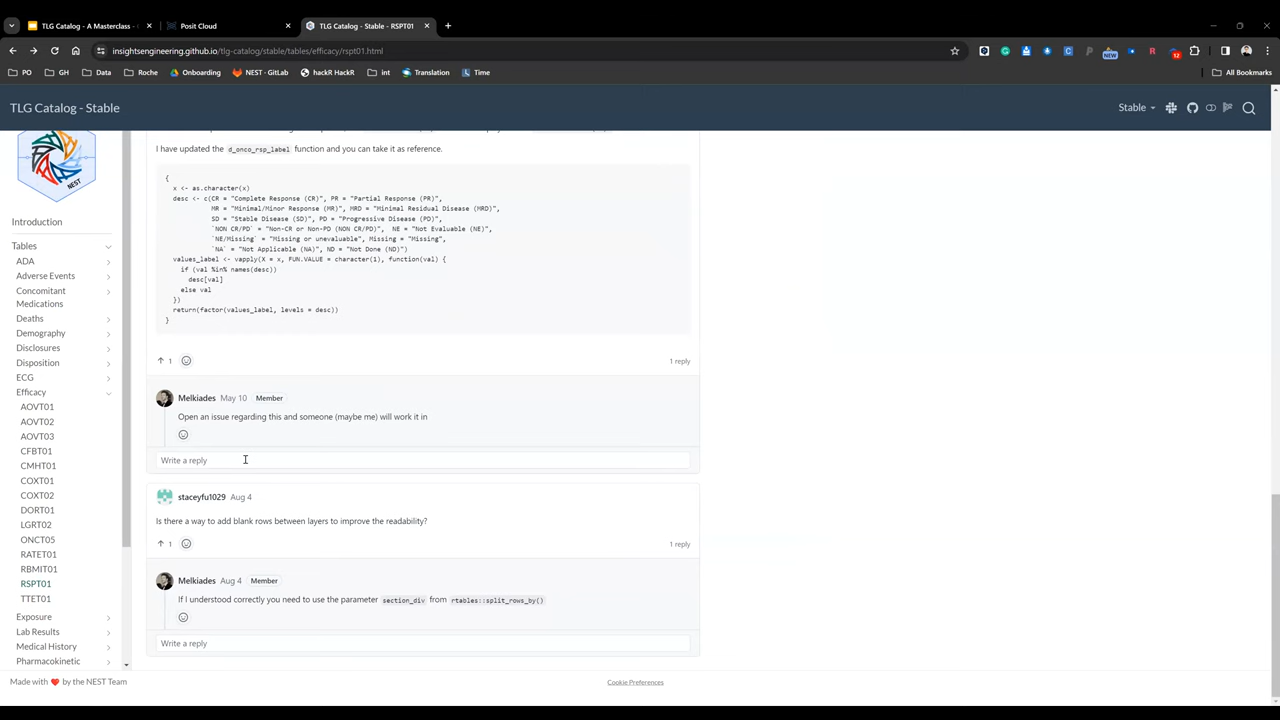 TLG Catalog - A Masterclass -
Posit Cloud
TLG Catalog - Stable - RSPT01
insightsengineering.github.io/tlg-catalog/stable/tables/efficacy/rspt01.html
NEW
52
PO
GH
Data
Roche
Onboarding
NEST - GitLab
hackR HackR
int
Translation
Time
All Bookmarks
TLG Catalog - Stable
Stable
NEST
Introduction
Tables
ADA
Adverse Events
Concomitant
Medications
Deaths
Demography
Disclosures
Disposition
ECG
Efficacy
AOVT01
AOVT02
AOVT03
CFBT01
CMHT01
COXT01
COXT02
DORT01
LGRT02
ONCT05
RATET01
RBMIT01
RSPT01
TTET01
Exposure
Lab Results
Medical History
Pharmacokinetic
I have updated the d_onco_rsp_label function and you can take it as reference.
{
x <- as.character(x)
desc <- c(CR = "Complete Response (CR)", PR = "Partial Response (PR)",
MR = "Minimal/Minor Response (MR)", MRD = "Minimal Residual Disease (MRD)",
SD = "Stable Disease (SD)", PD = "Progressive Disease (PD)",
`NON CR/PD` = "Non-CR or Non-PD (NON CR/PD)", NE = "Not Evaluable (NE)",
`NE/Missing` = "Missing or unevaluable", Missing = "Missing",
`NA` = "Not Applicable (NA)", ND = "Not Done (ND)")
values_label <- vapply(X = x, FUN.VALUE = character(1), function(val) {
if (val %in% names(desc))
desc[val]
else val
})
return(factor(values_label, levels = desc))
}
1
1 reply
Melkiades May 10 Member
Open an issue regarding this and someone (maybe me) will work it in
Write a reply
staceyfu1029 Aug 4
Is there a way to add blank rows between layers to improve the readability?
1
1 reply
Melkiades Aug 4 Member
If I understood correctly you need to use the parameter section_div from rtables::split_rows_by()
Write a reply
Made with ❤️ by the NEST Team
Cookie Preferences